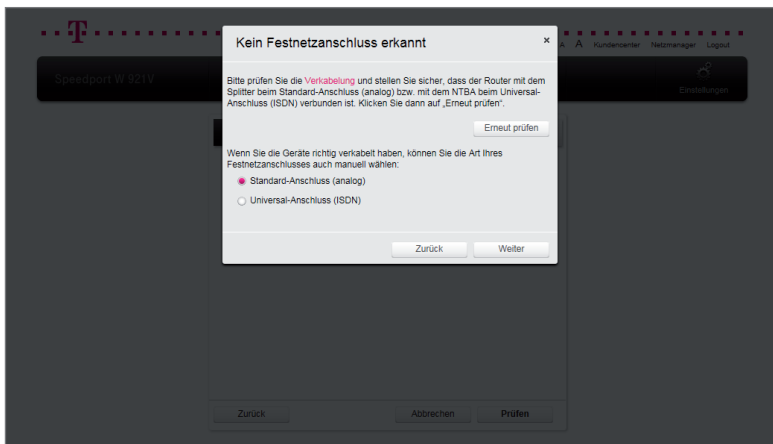 T
Kein Festnetzanschluss erkannt
×
A A Kundencenter Netzmanager Logout
Speedport W 921V
Einstellungen
Bitte prüfen Sie die Verkabelung und stellen Sie sicher, dass der Router mit dem
Splitter beim Standard-Anschluss (analog) bzw. mit dem NTBA beim Universal-
Anschluss (ISDN) verbunden ist. Klicken Sie dann auf „Erneut prüfen“.
Erneut prüfen
Wenn Sie die Geräte richtig verkabelt haben, können Sie die Art Ihres
Festnetzanschlusses auch manuell wählen:
Standard-Anschluss (analog)
Universal-Anschluss (ISDN)
Zurück Weiter
Zurück Abbrechen Prüfen